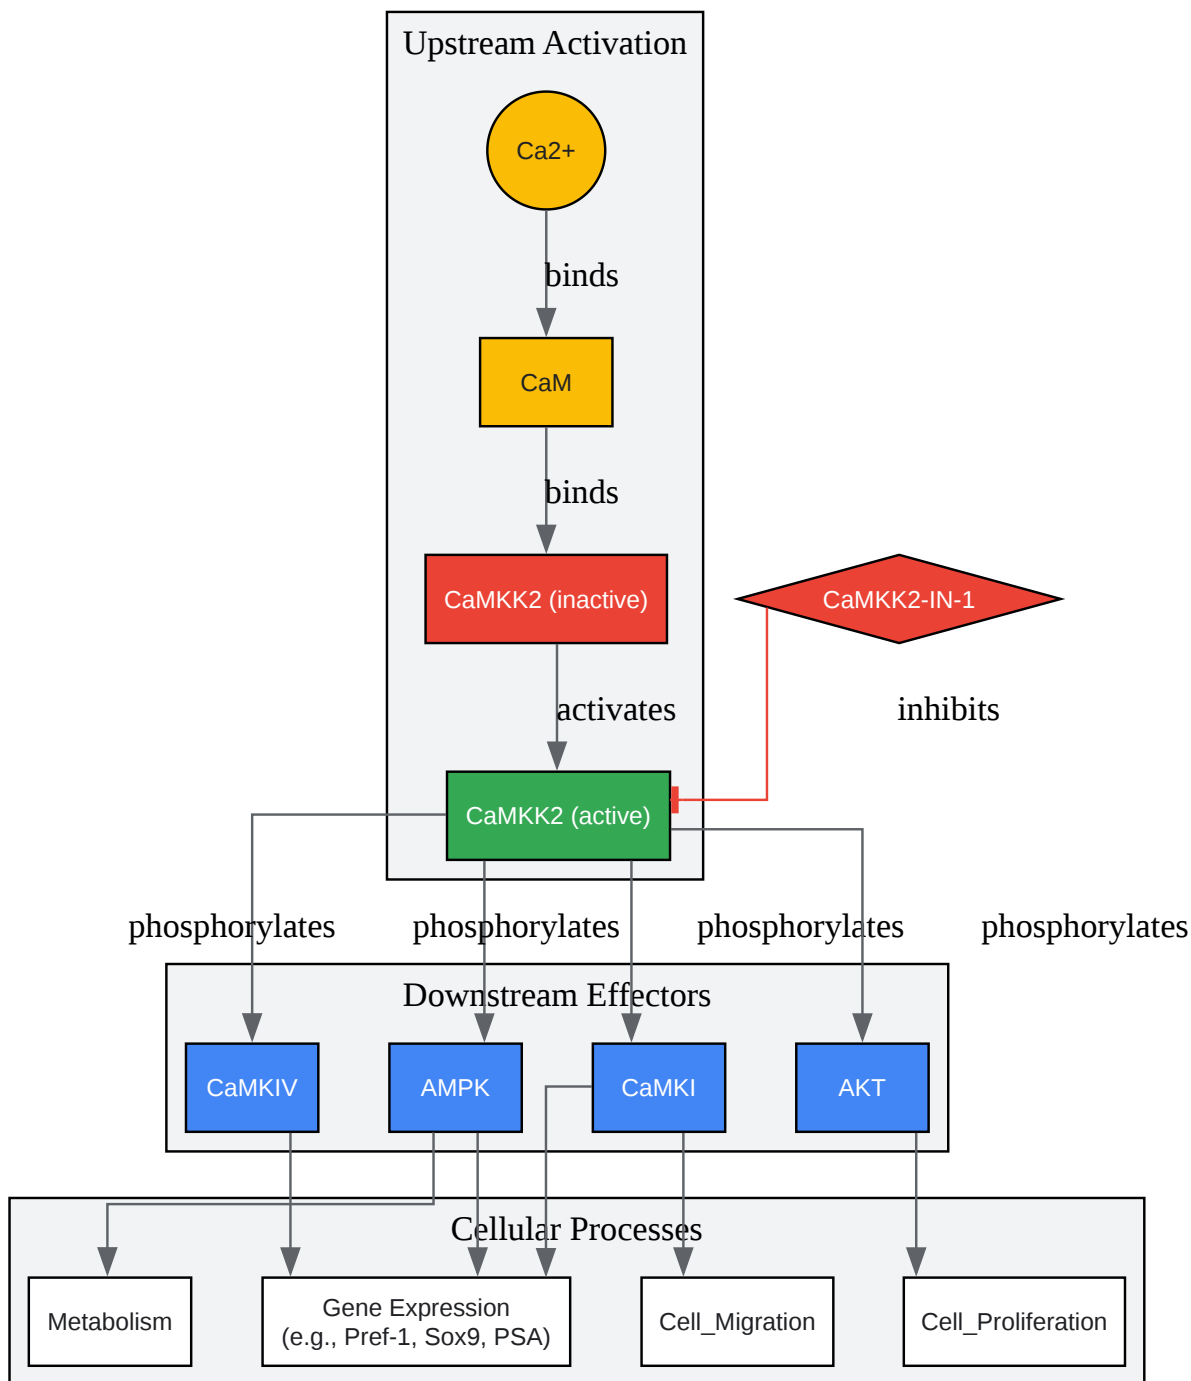 Upstream Activation
Ca2+
binds
CaM
binds
CaMKK2 (inactive)
CaMKK2-IN-1
activates
inhibits
CaMKK2 (active)
phosphorylates
phosphorylates
phosphorylates
phosphorylates
Downstream Effectors
CaMKIV
AMPK
CaMKI
AKT
Cellular Processes
Metabolism
Gene Expression
(e.g., Pref-1, Sox9, PSA)
Cell_Migration
Cell_Proliferation